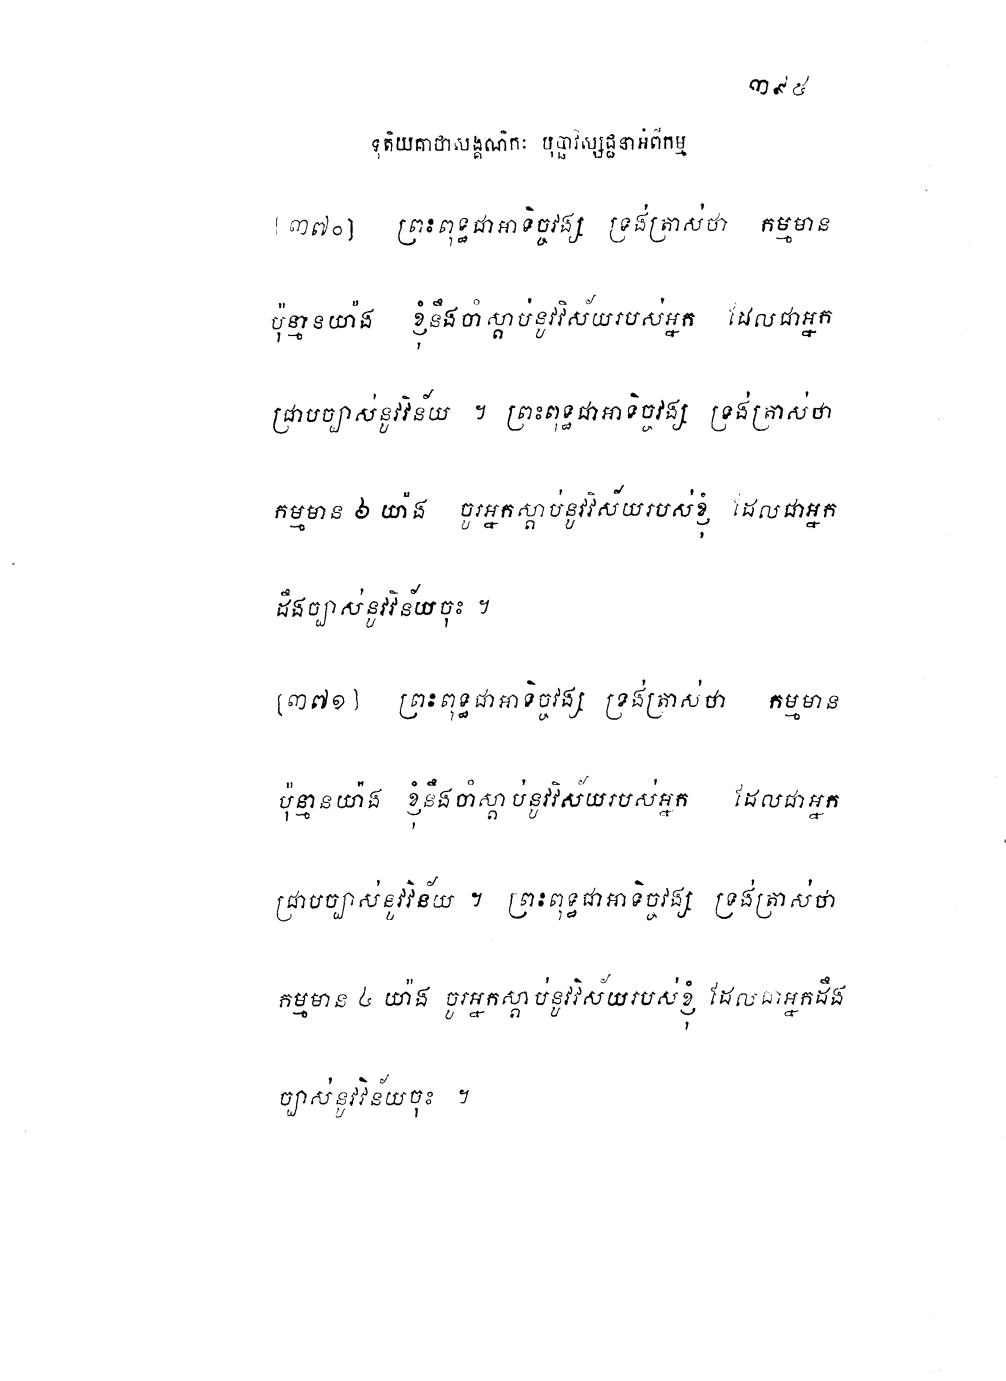 ៣៩៥
ទុតិយគាថាសង្គណិកៈ បុច្ឆាវិស្សជ្ជនាអំពីកម្ម
[៣៧០] ព្រះពុទ្ធជាអាទិច្ចវង្ស ទ្រង់ត្រាស់ថា កម្មមាន
ប៉ុន្មានយ៉ាង ខ្ញុំនឹងចាំស្តាប់នូវវិស័យរបស់អ្នក ដែលជាអ្នក
ជ្រាបច្បាស់នូវវិន័យ ។ ព្រះពុទ្ធជាអាទិច្ចវង្ស ទ្រង់ត្រាស់ថា
កម្មមាន ៦ យ៉ាង ចូរអ្នកស្តាប់នូវវិស័យរបស់ខ្ញុំ ដែលជាអ្នក
ដឹងច្បាស់នូវវិន័យចុះ ។
[៣៧១] ព្រះពុទ្ធជាអាទិច្ចវង្ស ទ្រង់ត្រាស់ថា កម្មមាន
ប៉ុន្មានយ៉ាង ខ្ញុំនឹងចាំស្តាប់នូវវិស័យរបស់អ្នក ដែលជាអ្នក
ជ្រាបច្បាស់នូវវិន័យ ។ ព្រះពុទ្ធជាអាទិច្ចវង្ស ទ្រង់ត្រាស់ថា
កម្មមាន ៤ យ៉ាង ចូរអ្នកស្តាប់នូវវិស័យរបស់ខ្ញុំ ដែលជាអ្នកដឹង
ច្បាស់នូវវិន័យចុះ ។